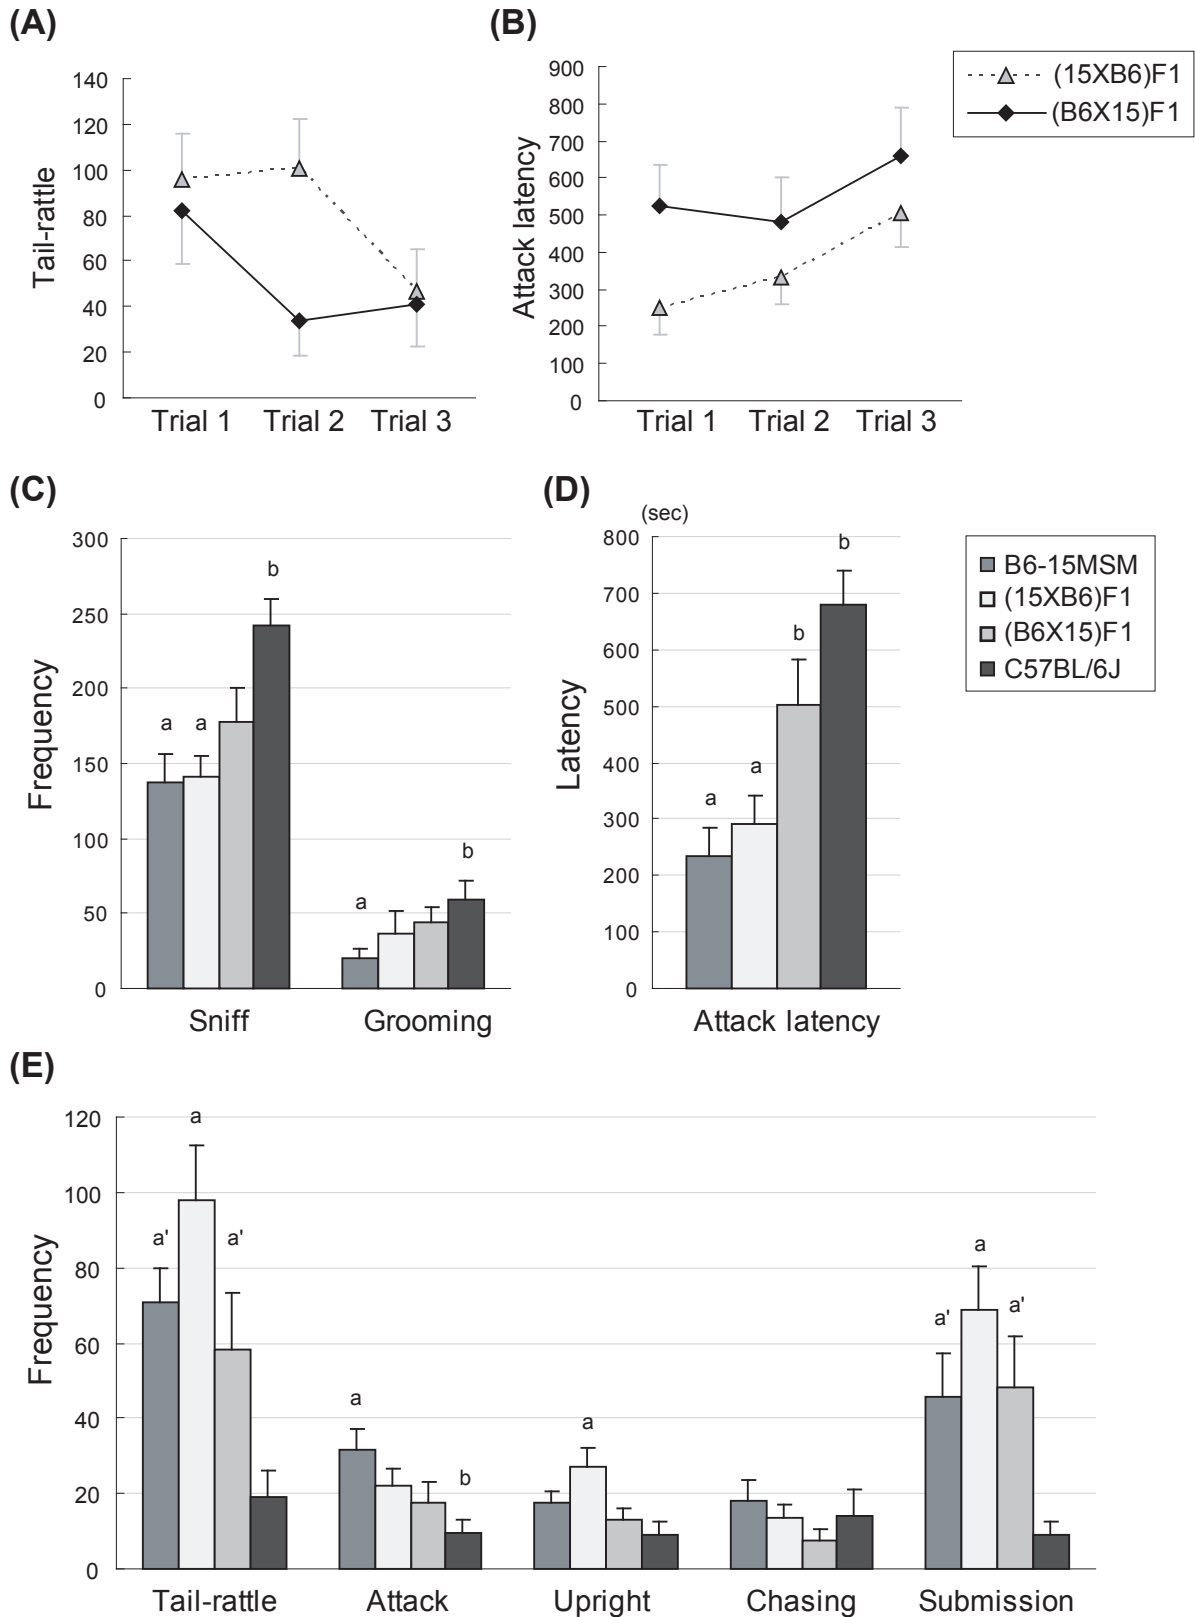 (A)
140
120
100
80
60
40
20
0
Tail-rattle
Trial 1 Trial 2 Trial 3
(B)
900
800
700
600
500
400
300
200
100
0
Attack latency
Trial 1 Trial 2 Trial 3
(15XB6)F1
(B6X15)F1
(C)
300
250
200
150
100
50
0
Frequency
a a b
a b
Sniff Grooming
(D)
(sec)
800
700
600
500
400
300
200
100
0
Latency
a a b b
Attack latency
B6-15MSM
(15XB6)F1
(B6X15)F1
C57BL/6J
(E)
120
100
80
60
40
20
0
Frequency
a' a a'
a b
a
a' a a'
Tail-rattle Attack Upright Chasing Submission